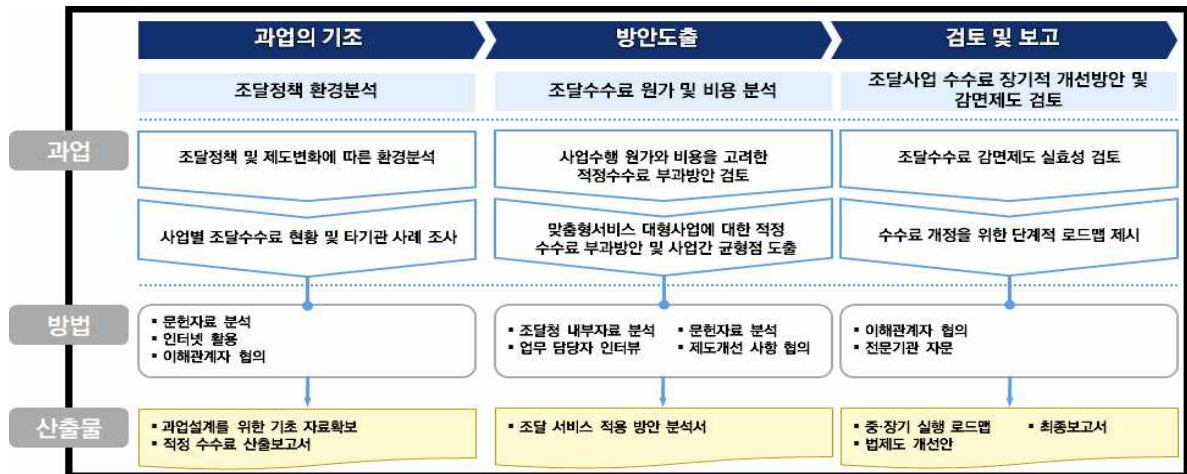 과업의 기조
방안도출
검토 및 보고
조달정책 환경분석
조달수수료 원가 및 비용 분석
조달사업 수수료 장기적 개선방안 및
감면제도 검토
과업
조달정책 및 제도변화에 따른 환경분석
사업수행 원가와 비용을 고려한
적정수수료 부과방안 검토
조달수수료 감면제도 실효성 검토
사업별 조달수수료 현황 및 타기관 사례 조사
맞춤형서비스 대형사업에 대한 적정
수수료 부과방안 및 사업간 균형점 도출
수수료 개정을 위한 단계적 로드맵 제시
방법
▪ 문헌자료 분석
▪ 인터넷 활용
▪ 이해관계자 협의
▪ 조달청 내부자료 분석
▪ 업무 담당자 인터뷰
▪ 문헌자료 분석
▪ 제도개선 사항 협의
▪ 이해관계자 협의
▪ 전문기관 자문
산출물
▪ 과업설계를 위한 기초 자료확보
▪ 적정 수수료 산출보고서
▪ 조달 서비스 적용 방안 분석서
▪ 중·장기 실행 로드맵
▪ 법제도 개선안
▪ 최종보고서